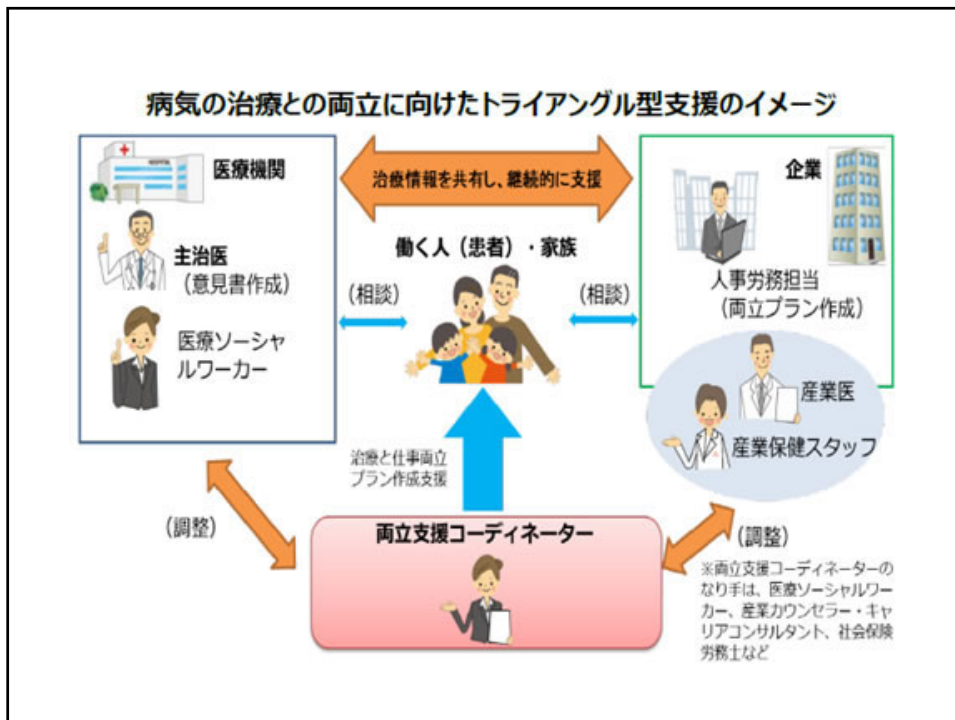 病気の治療との両立に向けたトライアングル型支援のイメージ
医療機関
HOSPITAL
主治医
(意見書作成)
医療ソーシャ
ルワーカー
治療情報を共有し、継続的に支援
働く人(患者)・家族
(相談)
(相談)
企業
人事労務担当
(両立プラン作成)
産業医
産業保健スタッフ
治療と仕事両立
プラン作成支援
(調整)
両立支援コーディネーター
(調整)
※両立支援コーディネーターの
なり手は、医療ソーシャルワー
カー、産業カウンセラー・キャ
リアコンサルタント、社会保険
労務士など